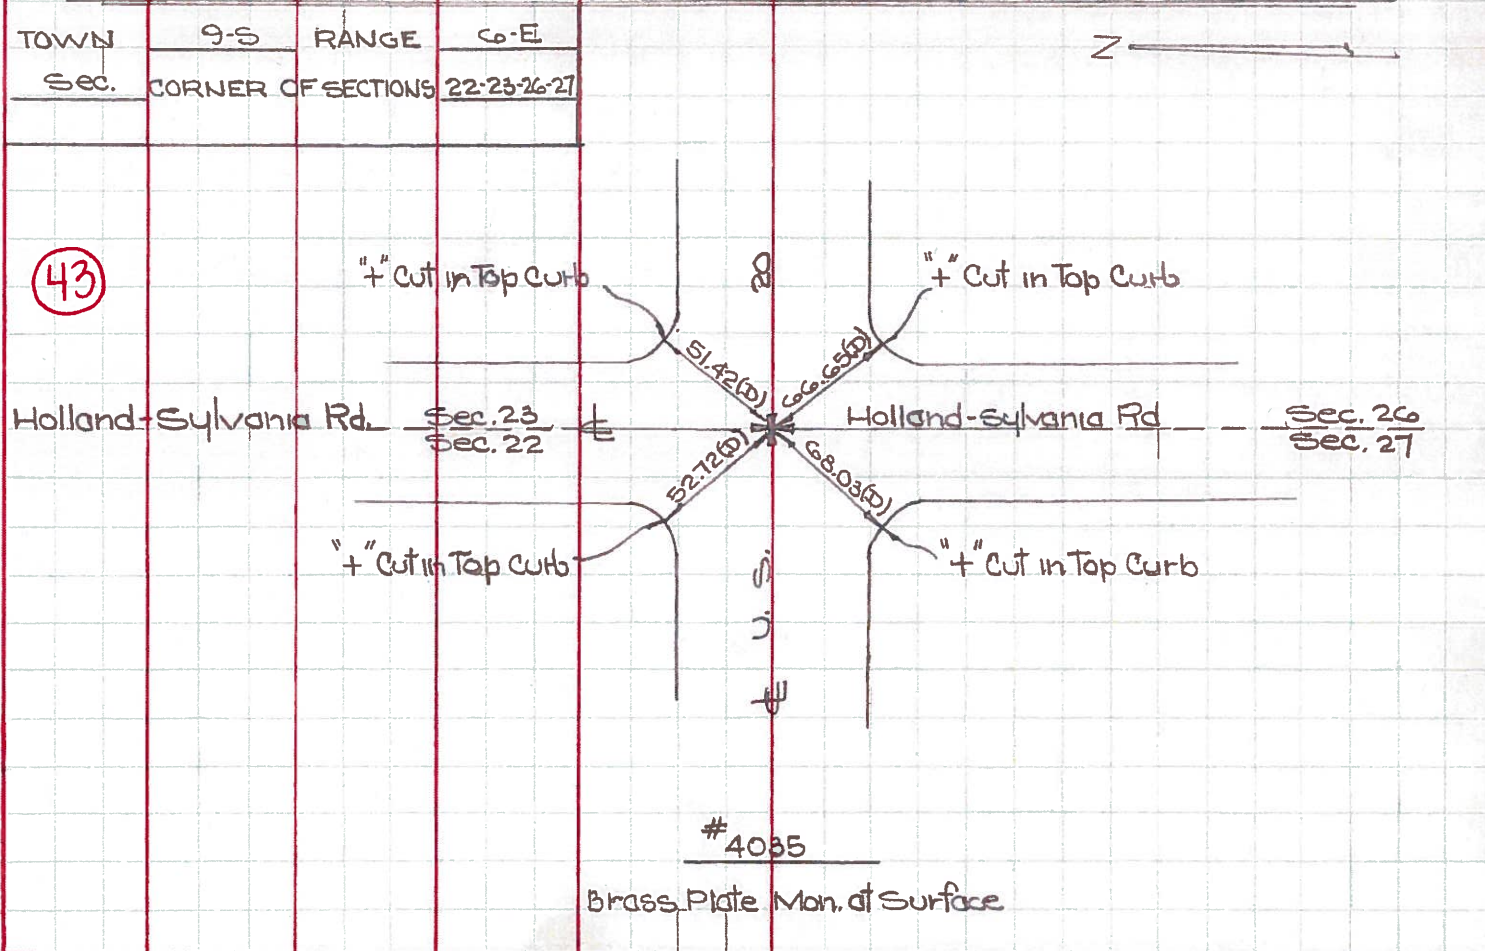 TOWN 9-S RANGE 6-E
Sec. CORNER OF SECTIONS 22-23-26-27
Z
43
"+" Cut in Top Curb
20
"+" Cut in Top Curb
51.42(D)
66.65(D)
Holland-Sylvania Rd.
Sec. 23
Sec. 22
℄
Holland-Sylvania Rd
Sec. 26
Sec. 27
52.72(D)
68.03(D)
"+" Cut in Top Curb
"+" Cut in Top Curb
℄ U.S.
#4035
Brass Plate Mon. at Surface